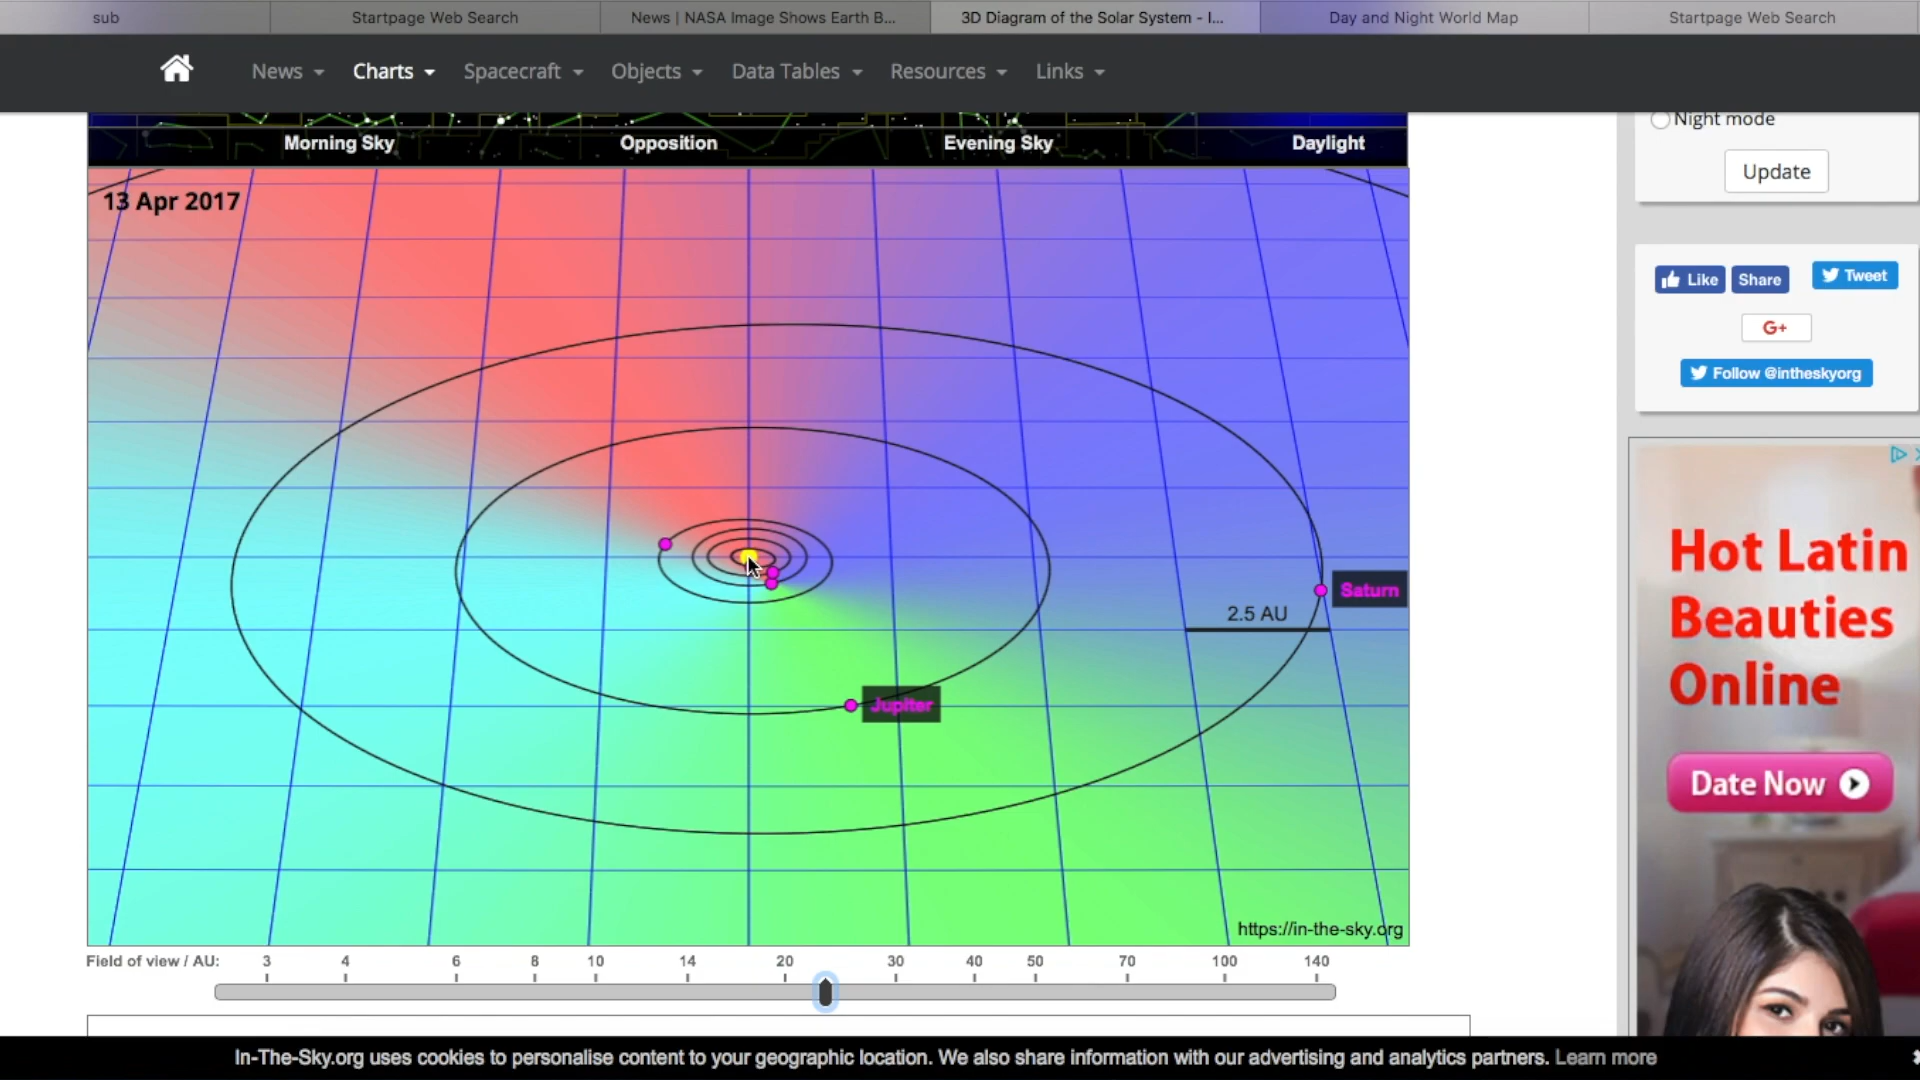 sub
Startpage Web Search
News | NASA Image Shows Earth B...
3D Diagram of the Solar System - I...
Day and Night World Map
Startpage Web Search
News
Charts
Spacecraft
Objects
Data Tables
Resources
Links
Morning Sky
Opposition
Evening Sky
Daylight
Night mode
Update
13 Apr 2017
Like
Share
Tweet
G+
Follow @intheskyorg
Saturn
2.5 AU
Jupiter
https://in-the-sky.org
Hot Latin
Beauties
Online
Date Now
Field of view / AU:
3 4 6 8 10 14 20 30 40 50 70 100 140
In-The-Sky.org uses cookies to personalise content to your geographic location. We also share information with our advertising and analytics partners. Learn more